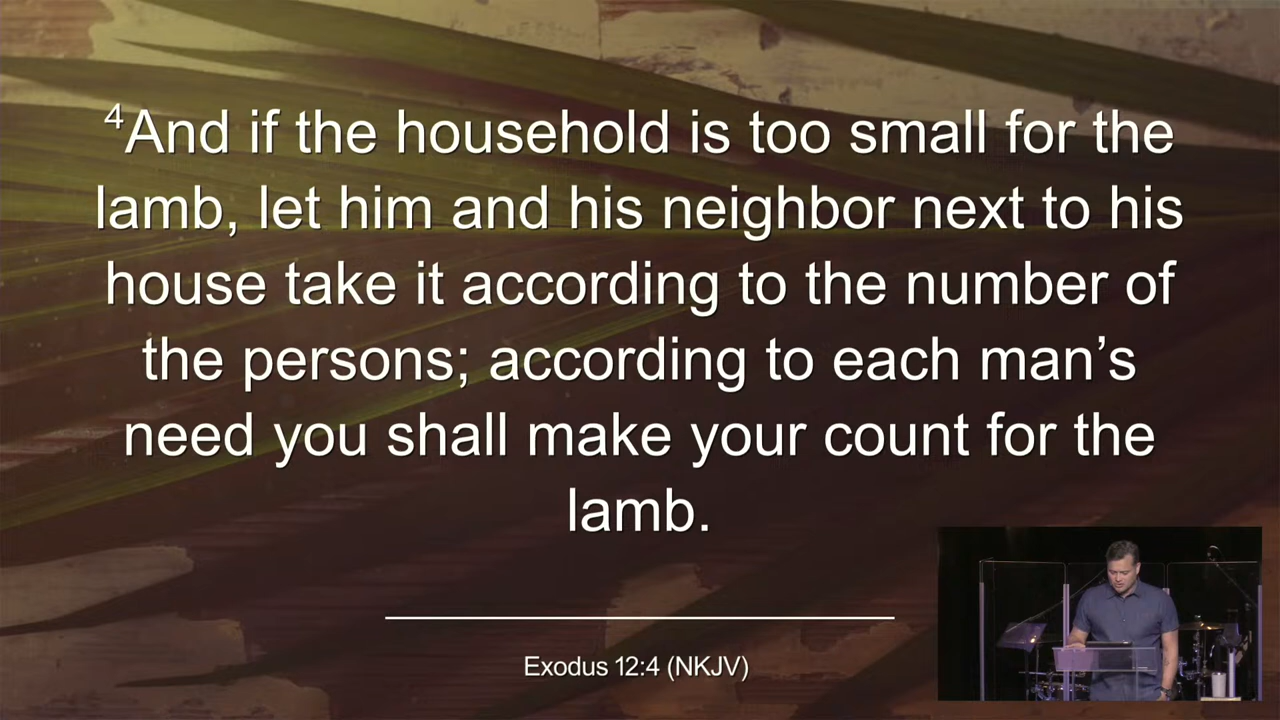 4And if the household is too small for the
lamb, let him and his neighbor next to his
house take it according to the number of
the persons; according to each man’s
need you shall make your count for the
lamb.
Exodus 12:4 (NKJV)